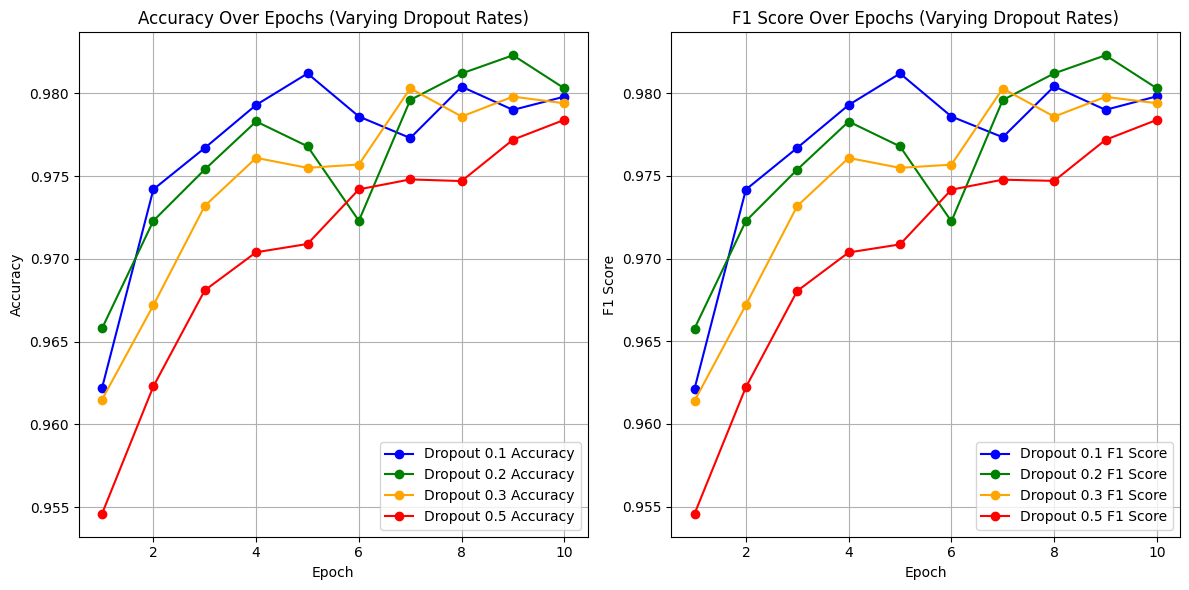 Accuracy Over Epochs (Varying Dropout Rates)
Accuracy
0.980
0.975
0.970
0.965
0.960
0.955
2 4 6 8 10
Epoch
Dropout 0.1 Accuracy
Dropout 0.2 Accuracy
Dropout 0.3 Accuracy
Dropout 0.5 Accuracy
F1 Score Over Epochs (Varying Dropout Rates)
F1 Score
0.980
0.975
0.970
0.965
0.960
0.955
2 4 6 8 10
Epoch
Dropout 0.1 F1 Score
Dropout 0.2 F1 Score
Dropout 0.3 F1 Score
Dropout 0.5 F1 Score